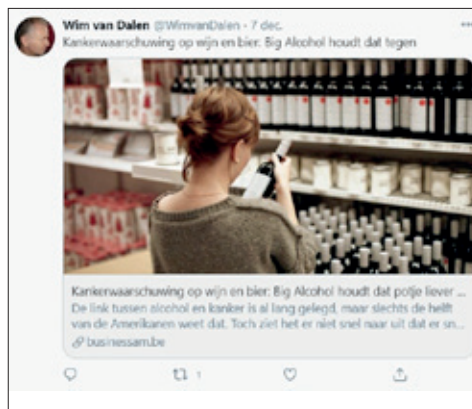 Wim van Dalen @WimvanDalen · 7 dec.
Kankerwaarschuwing op wijn en bier: Big Alcohol houdt dat tegen
Kankerwaarschuwing op wijn en bier: Big Alcohol houdt dat potje liever ...
De link tussen alcohol en kanker is al lang gelegd, maar slechts de helft
van de Amerikanen weet dat. Toch ziet het er niet snel naar uit dat er sn...
businessam.be
1